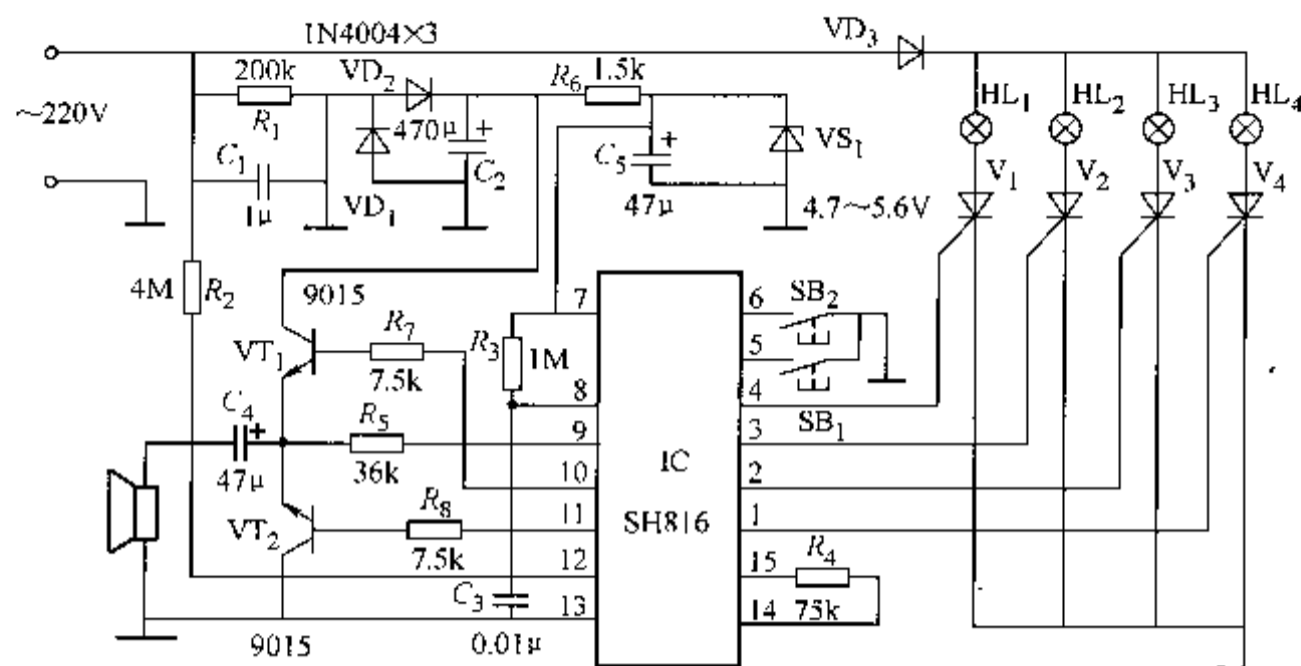 1N4004×3
VD3
200k
VD2
R6
1.5k
~220V
R1
470μ
+
C2
C5
+
VS1
HL1
HL2
HL3
HL4
C1
1μ
VD1
47μ
4.7~5.6V
V1
V2
V3
V4
4M
R2
9015
7
6
SB2
VT1
R7
7.5k
R3
1M
5
8
4
SB1
C4
+
47μ
R5
36k
9
3
IC
SH816
10
2
VT2
R8
7.5k
11
1
12
15
R4
C3
0.01μ
13
14
75k
9015